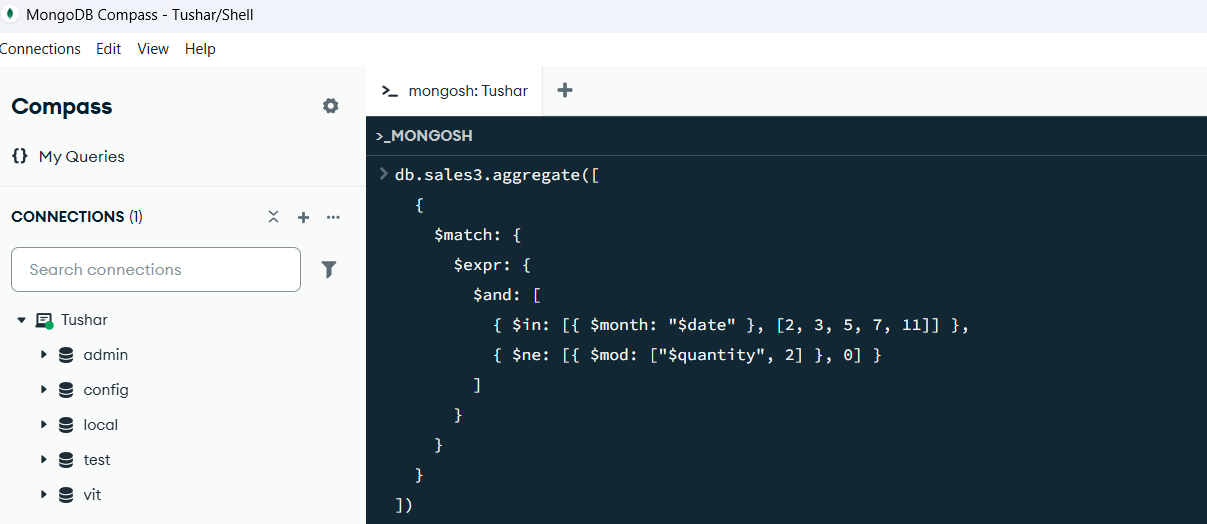 MongoDB Compass - Tushar/Shell
Connections Edit View Help
Compass
{} My Queries
CONNECTIONS (1)
Search connections
Tushar
admin
config
local
test
vit
>_ mongosh: Tushar +
>_MONGOSH
> db.sales3.aggregate([
{
$match: {
$expr: {
$and: [
{ $in: [{ $month: "$date" }, [2, 3, 5, 7, 11]] },
{ $ne: [{ $mod: ["$quantity", 2] }, 0] }
]
}
}
}
])